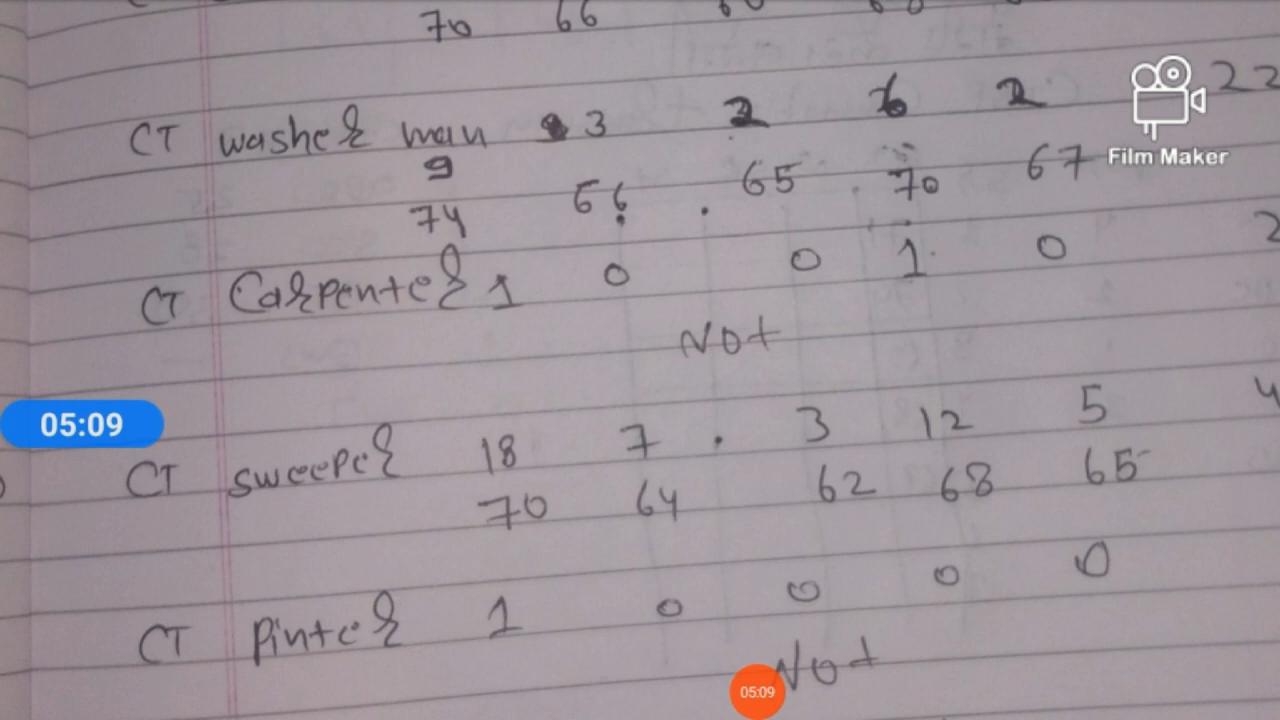 70 66
CT washer man 3 2 6 2 22
9
74 66 . 65 . 70 67
CT Carpenter 1 0 0 1 0 2
Not
CT sweeper 18 7 . 3 12 5 4
70 64 62 68 65
CT Pinter 1 0 0 0 0
Not
Film Maker
05:09
05:09